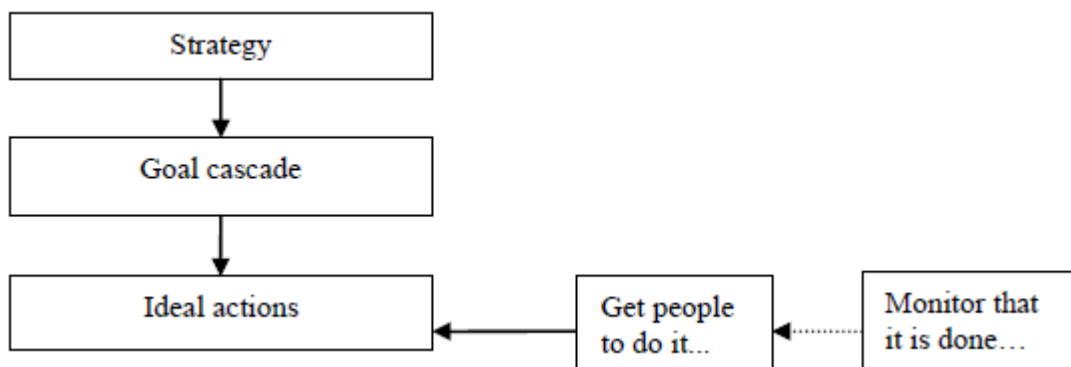 Strategy
Goal cascade
Ideal actions
Get people
to do it...
Monitor that
it is done…